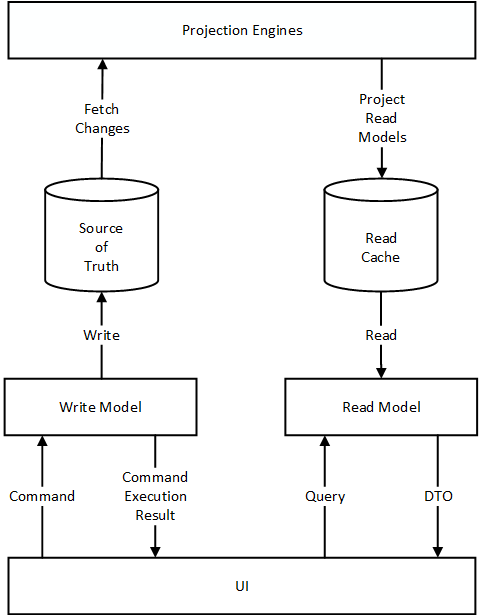 Projection Engines
Fetch
Changes
Project
Read
Models
Source
of
Truth
Read
Cache
Write
Read
Write Model
Read Model
Command
Command
Execution
Result
Query
DTO
UI